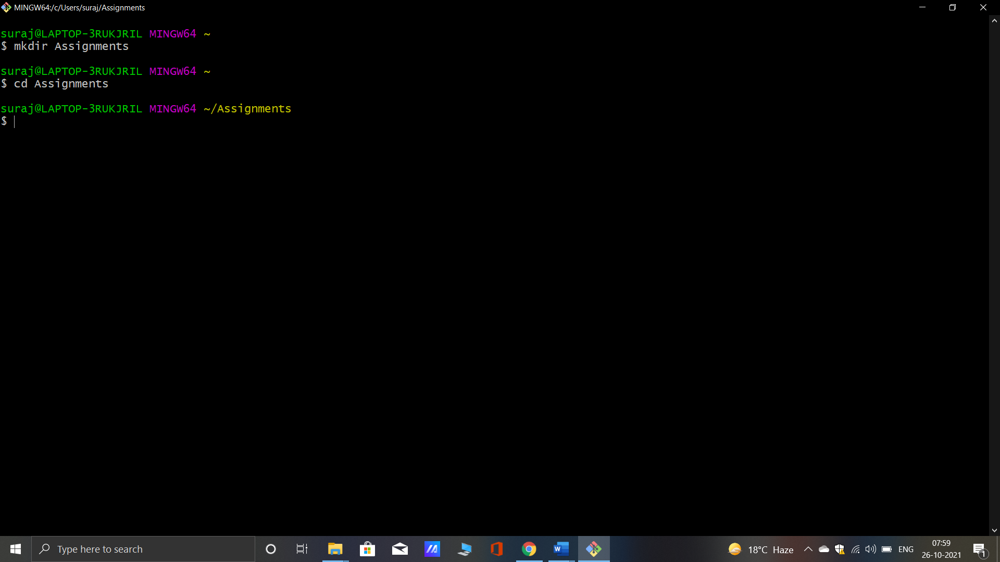 MINGW64:/c/Users/suraj/Assignments
suraj@LAPTOP-3RUKJRIL MINGW64 ~
$ mkdir Assignments
suraj@LAPTOP-3RUKJRIL MINGW64 ~
$ cd Assignments
suraj@LAPTOP-3RUKJRIL MINGW64 ~/Assignments
$
Type here to search
18°C Haze
ENG
07:59
26-10-2021
1